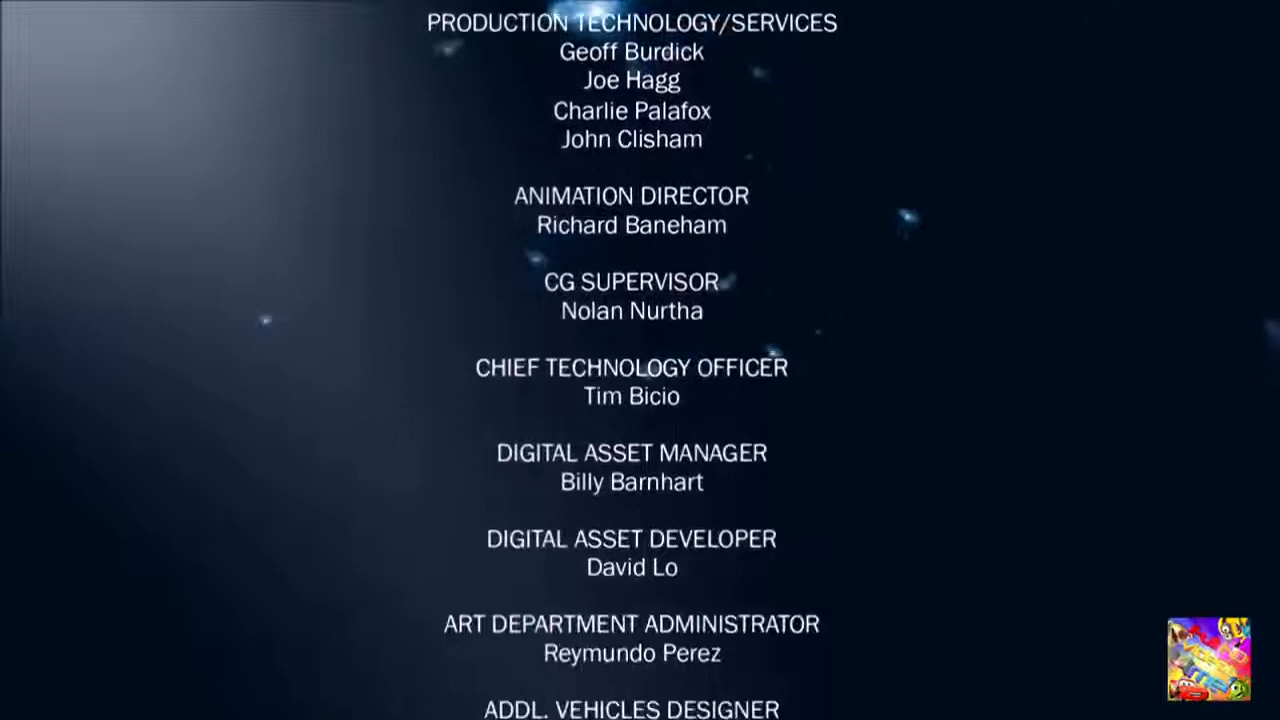 PRODUCTION TECHNOLOGY/SERVICES
Geoff Burdick
Joe Hagg
Charlie Palafox
John Clisham
ANIMATION DIRECTOR
Richard Baneham
CG SUPERVISOR
Nolan Nurtha
CHIEF TECHNOLOGY OFFICER
Tim Bicio
DIGITAL ASSET MANAGER
Billy Barnhart
DIGITAL ASSET DEVELOPER
David Lo
ART DEPARTMENT ADMINISTRATOR
Reymundo Perez
ADDL. VEHICLES DESIGNER